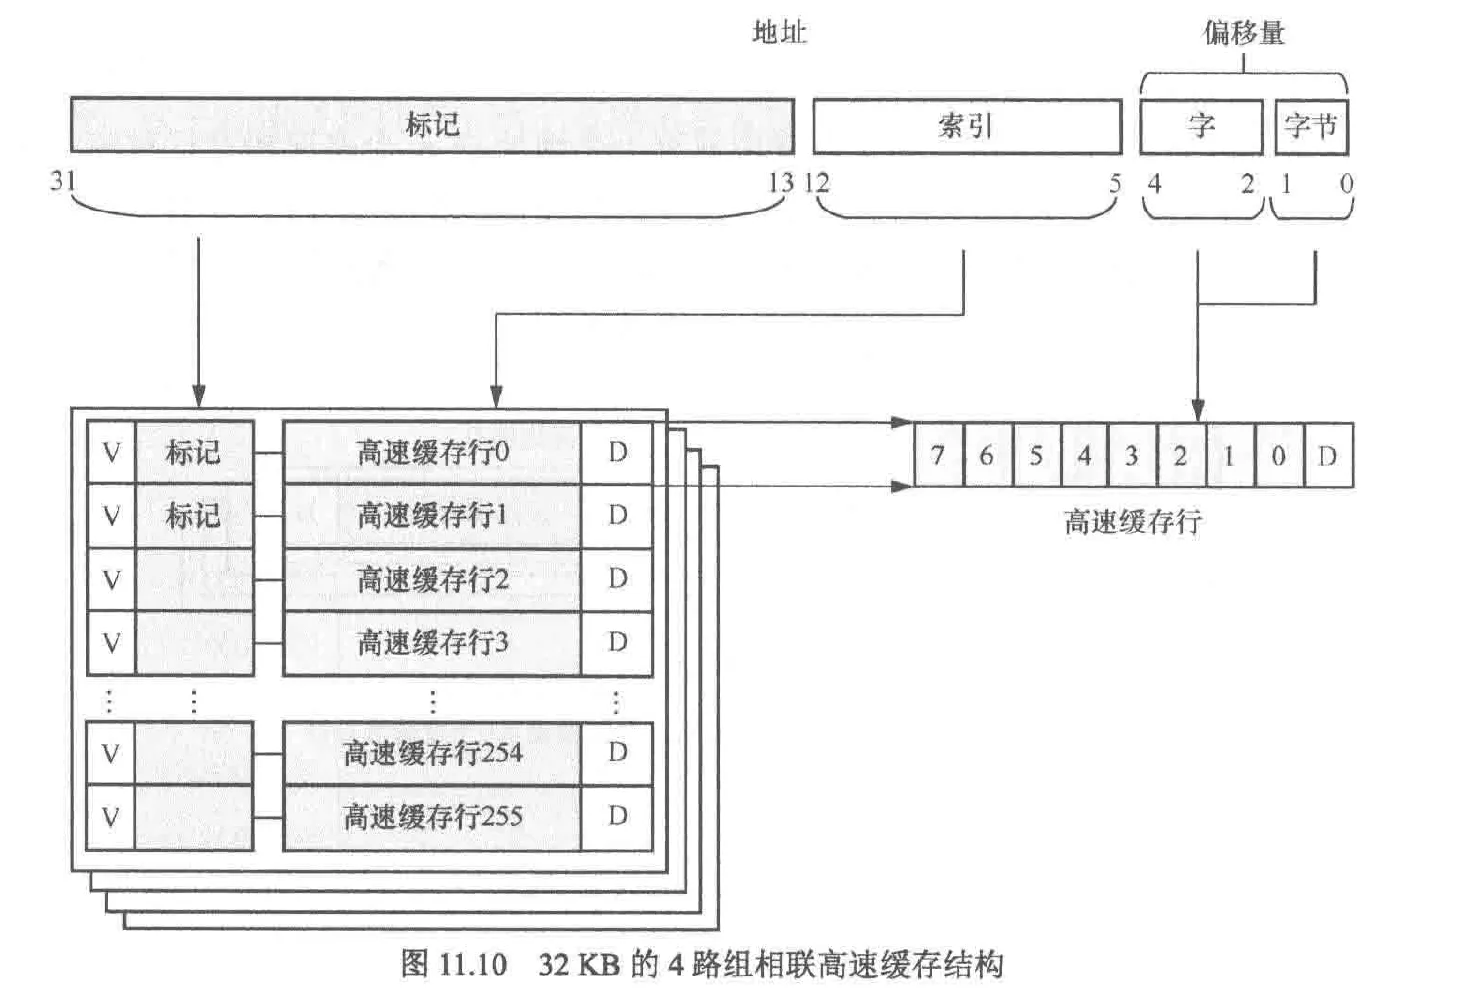 地址 偏移量
标记 索引 字 字节
31 13 12 5 4 2 1 0
V 标记 高速缓存行0 D 7 6 5 4 3 2 1 0 D
V 标记 高速缓存行1 D 高速缓存行
V 高速缓存行2 D
V 高速缓存行3 D
⋮ ⋮ ⋮ ⋮
V 高速缓存行254 D
V 高速缓存行255 D
图 11.10 32 KB 的 4 路组相联高速缓存结构